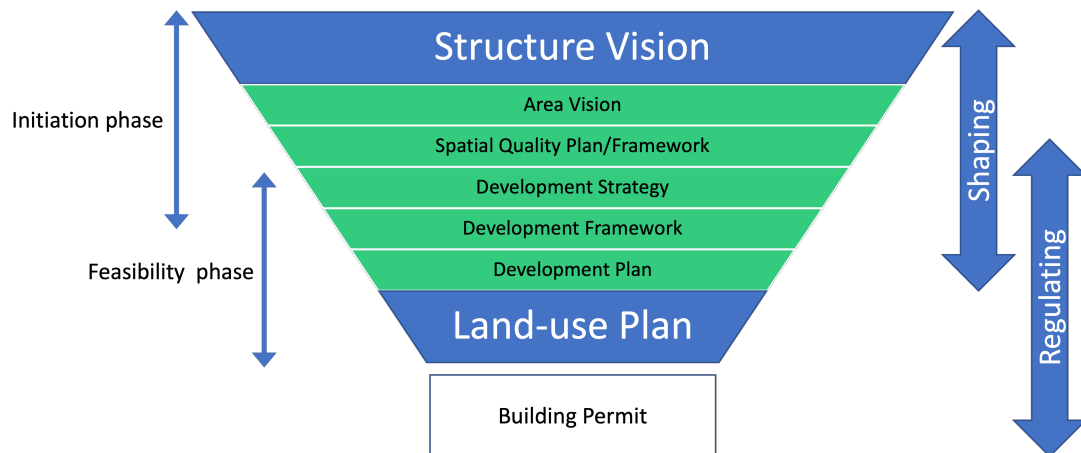 Structure Vision
Area Vision
Spatial Quality Plan/Framework
Development Strategy
Development Framework
Development Plan
Land-use Plan
Building Permit
Initiation phase
Feasibility  phase
Shaping
Regulating